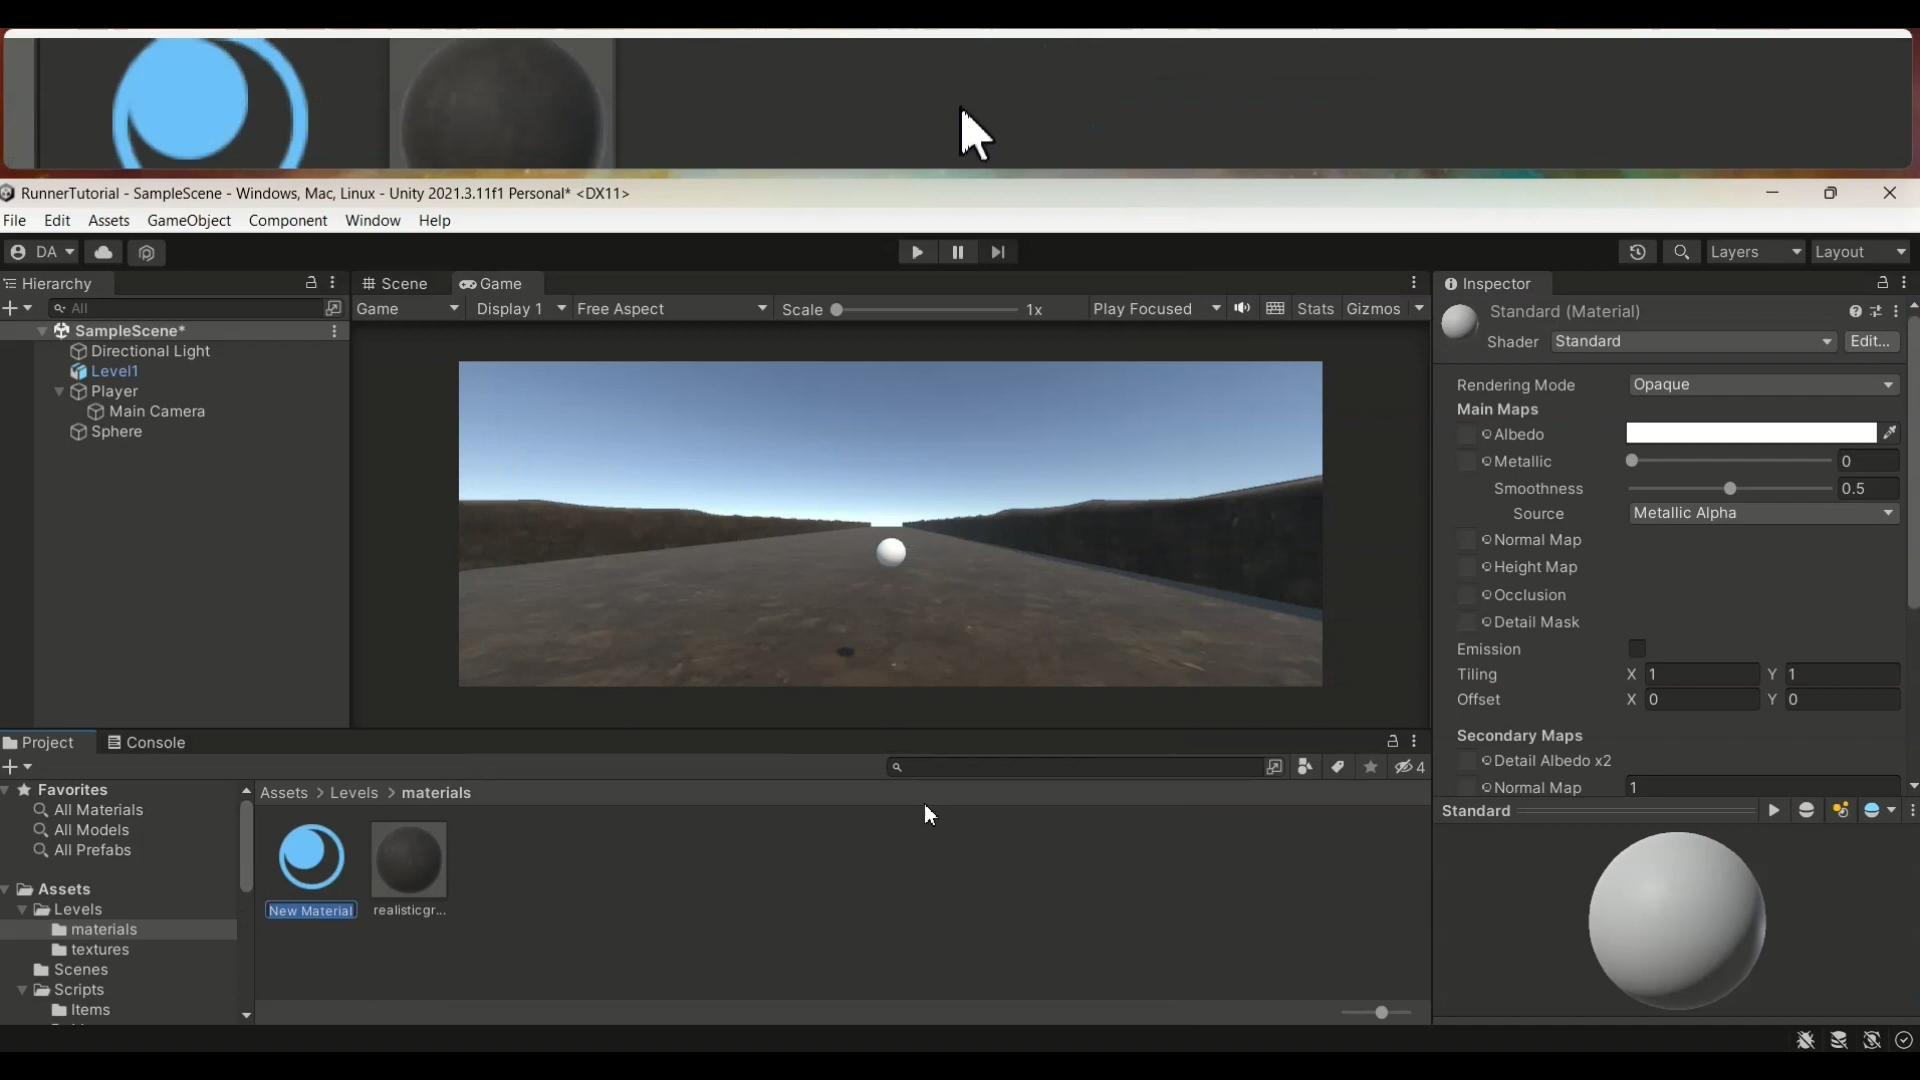 RunnerTutorial - SampleScene - Windows, Mac, Linux - Unity 2021.3.11f1 Personal* <DX11>
File Edit Assets GameObject Component Window Help
DA Layers Layout
Hierarchy
All
SampleScene*
Directional Light
Level1
Player
Main Camera
Sphere
Scene Game
Game Display 1 Free Aspect Scale 1x Play Focused Stats Gizmos
Inspector
Standard (Material)
Shader Standard Edit...
Rendering Mode Opaque
Main Maps
Albedo
Metallic 0
Smoothness 0.5
Source Metallic Alpha
Normal Map
Height Map
Occlusion
Detail Mask
Emission
Tiling X 1 Y 1
Offset X 0 Y 0
Secondary Maps
Detail Albedo x2
Normal Map 1
Standard
Project Console
4
Favorites
All Materials
All Models
All Prefabs
Assets
Levels
materials
textures
Scenes
Scripts
Items
Assets > Levels > materials
New Material realisticgr...